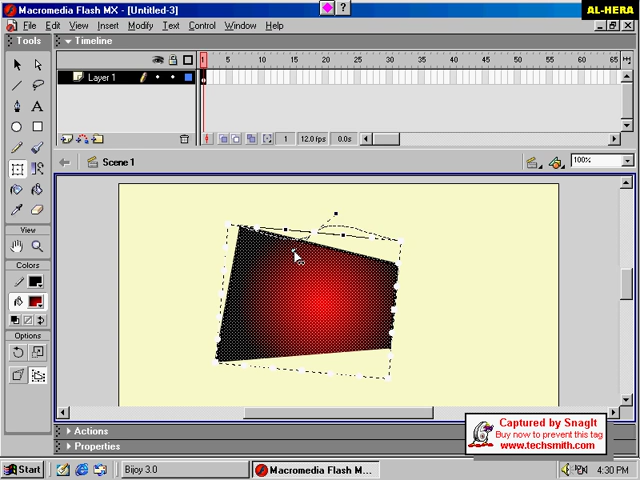 Macromedia Flash MX - [Untitled-3]
?
AL-HERA
File Edit View Insert Modify Text Control Window Help
Tools
Timeline
1 5 10 15 20 25 30 35 40 45 50 55 60 65
Layer 1
1 12.0 fps 0.0s
Scene 1
100%
A
View
Colors
Options
Actions
Properties
Captured by SnagIt
Buy now to prevent this tag
www.techsmith.com
Start
Bijoy 3.0
Macromedia Flash M...
4:30 PM